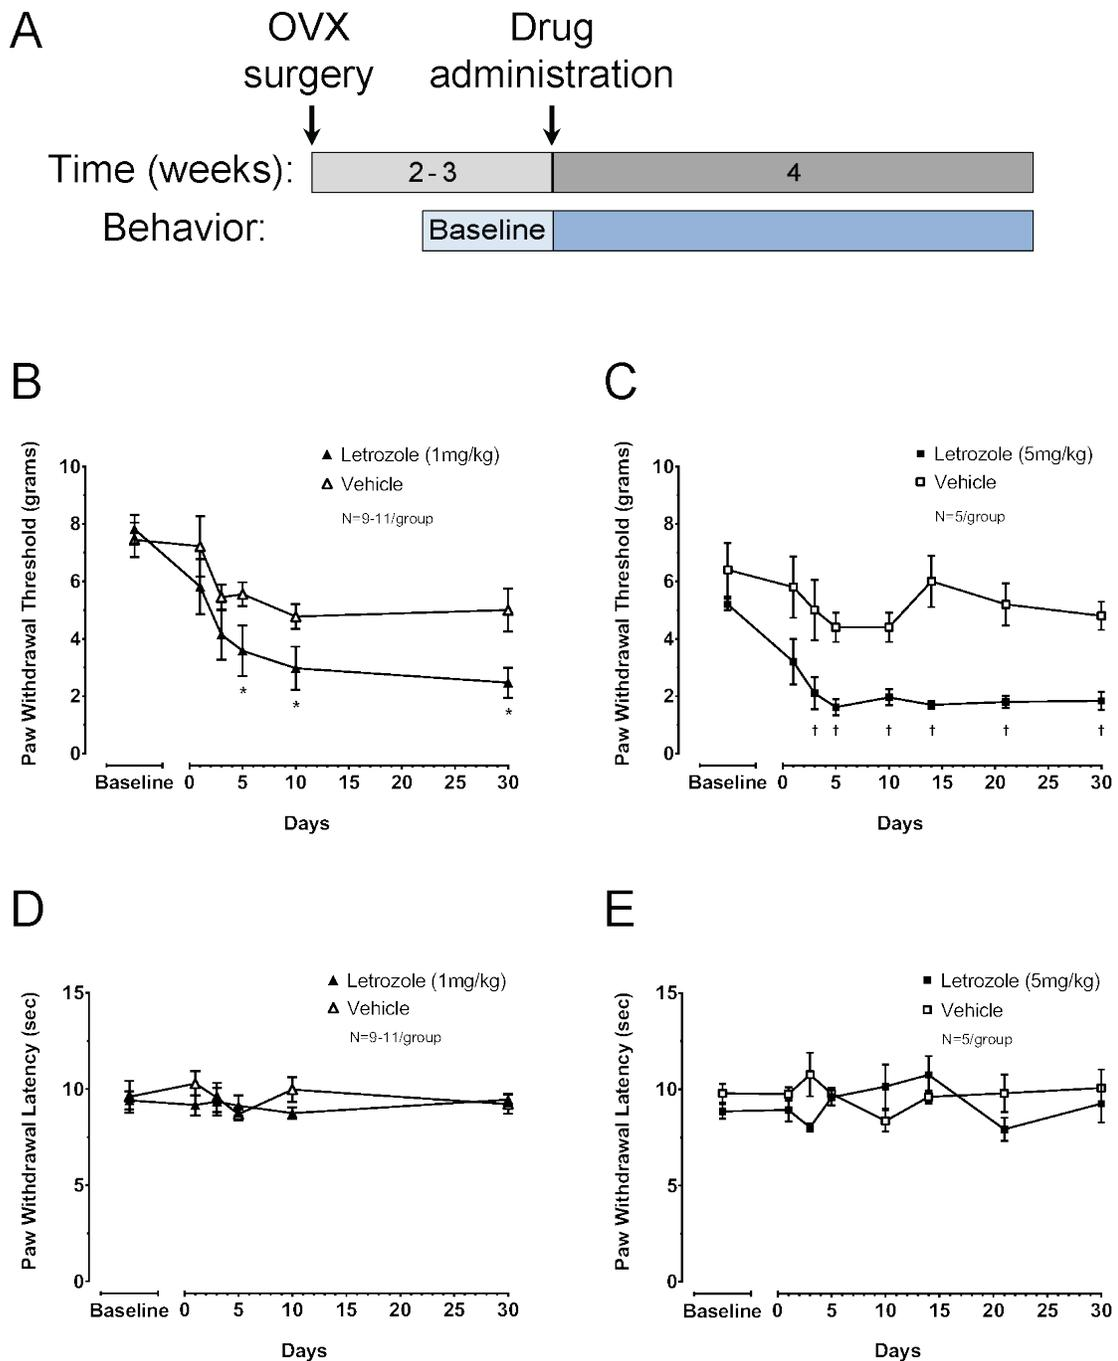 A
OVX
surgery
Drug
administration
Time (weeks):
2 - 3
4
Behavior:
Baseline
B
Paw Withdrawal Threshold (grams)
10
8
6
4
2
0
Letrozole (1mg/kg)
Vehicle
N=9-11/group
*
*
*
Baseline 0 5 10 15 20 25 30
Days
C
Paw Withdrawal Threshold (grams)
10
8
6
4
2
0
Letrozole (5mg/kg)
Vehicle
N=5/group
† † † † † †
Baseline 0 5 10 15 20 25 30
Days
D
Paw Withdrawal Latency (sec)
15
10
5
0
Letrozole (1mg/kg)
Vehicle
N=9-11/group
Baseline 0 5 10 15 20 25 30
Days
E
Paw Withdrawal Latency (sec)
15
10
5
0
Letrozole (5mg/kg)
Vehicle
N=5/group
Baseline 0 5 10 15 20 25 30
Days